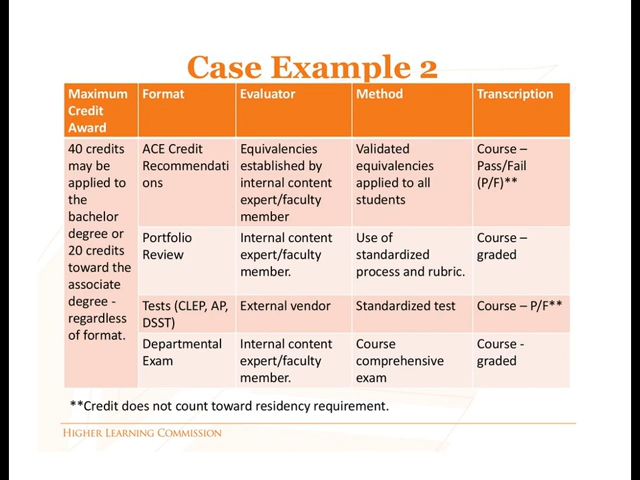 Case Example 2
Maximum
Credit
Award
Format
Evaluator
Method
Transcription
40 credits
may be
applied to
the
bachelor
degree or
20 credits
toward the
associate
degree -
regardless
of format.
ACE Credit
Recommendati
ons
Equivalencies
established by
internal content
expert/faculty
member
Validated
equivalencies
applied to all
students
Course –
Pass/Fail
(P/F)**
Portfolio
Review
Internal content
expert/faculty
member.
Use of
standardized
process and rubric.
Course –
graded
Tests (CLEP, AP,
DSST)
External vendor
Standardized test
Course – P/F**
Departmental
Exam
Internal content
expert/faculty
member.
Course
comprehensive
exam
Course -
graded
**Credit does not count toward residency requirement.
Higher Learning Commission